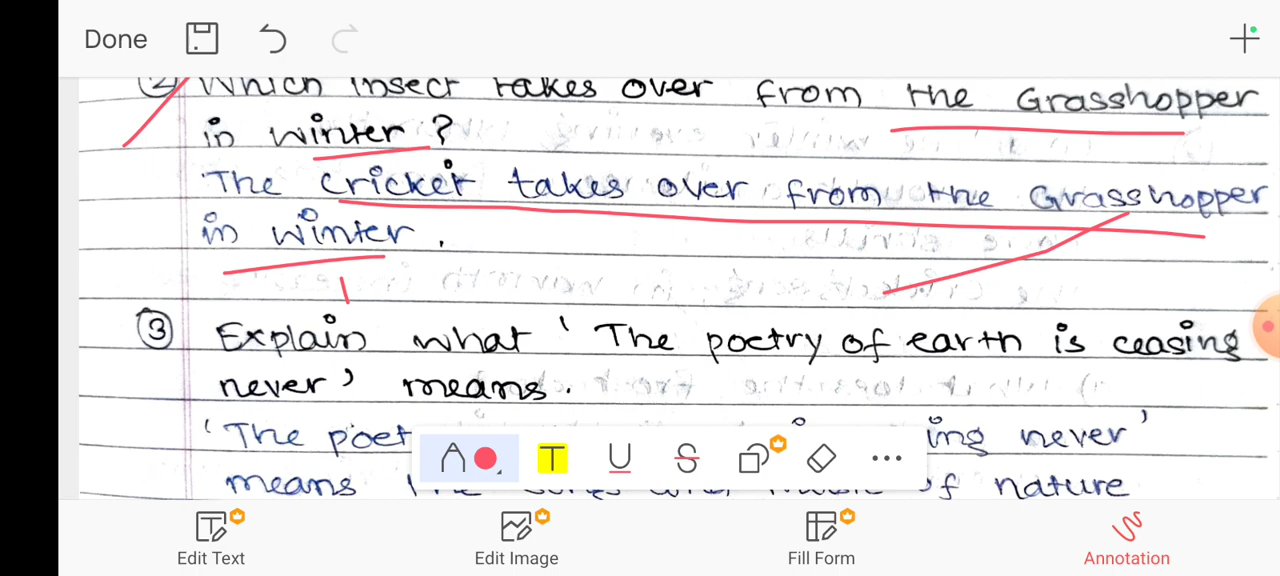 Done
② Which insect takes over from the Grasshopper
in winter?
The cricket takes over from the Grasshopper
in winter.
③ Explain what ' The poetry of earth is ceasing
never' means.
'The poet ing never'
means of nature
T U S
Edit Text Edit Image Fill Form Annotation